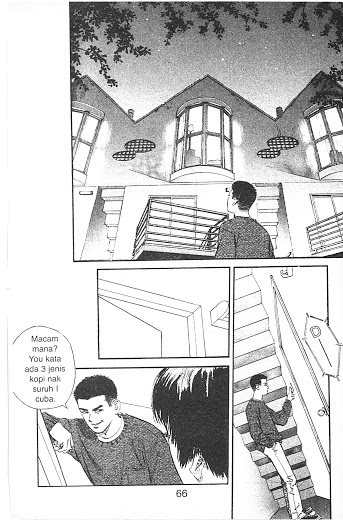 Macam
mana?
You kata
ada 3 jenis
kopi nak
suruh I
cuba.
66